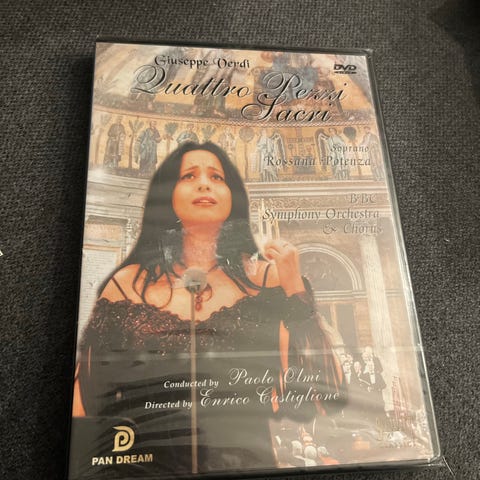 Giuseppe Verdi
DVD
Quattro Pezzi
Sacri
Soprano
Rossana Potenza
BBC
Symphony Orchestra
& Chorus
Conducted by Paolo Olmi
Directed by Enrico Castiglione
PAN DREAM